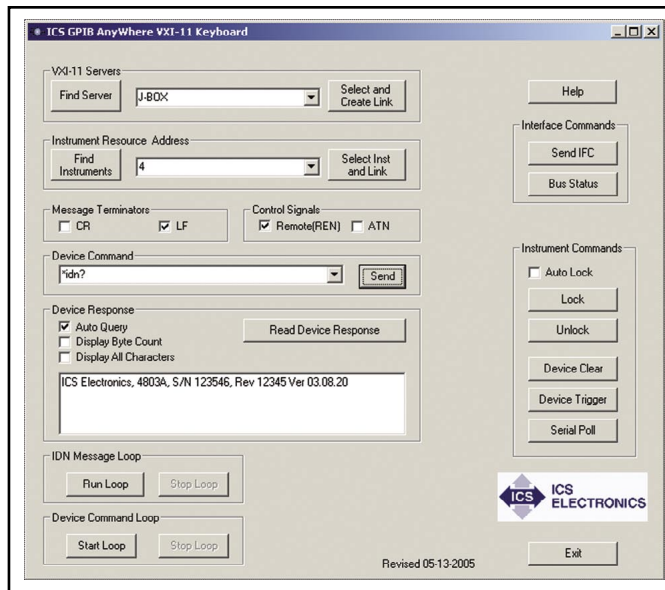 ICS GPIB AnyWhere VXI-11 Keyboard
VXI-11 Servers
Find Server
J-BOX
Select and
Create Link
Help
Instrument Resource Address
Find
Instruments
4
Select Inst
and Link
Interface Commands
Send IFC
Bus Status
Message Terminators
CR
LF
Control Signals
Remote(REN)
ATN
Device Command
*idn?
Send
Instrument Commands
Auto Lock
Lock
Unlock
Device Clear
Device Trigger
Serial Poll
Device Response
Auto Query
Display Byte Count
Display All Characters
Read Device Response
ICS Electronics, 4803A, S/N 123546, Rev 12345 Ver 03.08.20
IDN Message Loop
Run Loop
Stop Loop
Device Command Loop
Start Loop
Stop Loop
ICS
ICS
ELECTRONICS
Revised 05-13-2005
Exit